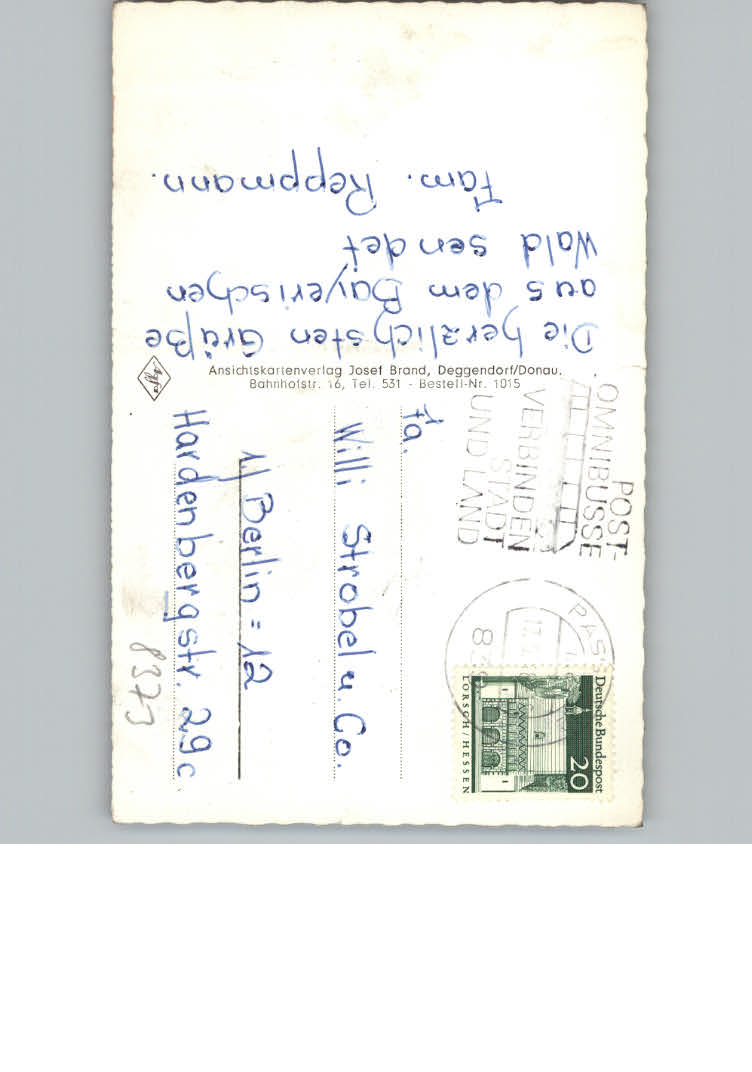 Die herzlichsten Grüße
aus dem Bayerischen
Wald sendet
Fam. Reppmann.
Ansichtskartenverlag Josef Brand, Deggendorf/Donau.
Bahnhofstr. 16, Tel. 531 - Bestell-Nr. 1015
Agfa
POST-
OMNIBUSSE
VERBINDEN
STADT
UND LAND
PASS
Deutsche Bundespost
20
LORSCH / HESSEN
Fa.
Willi Strobel u. Co.
1) Berlin = 12
Hardenbergstr. 29c.
8373